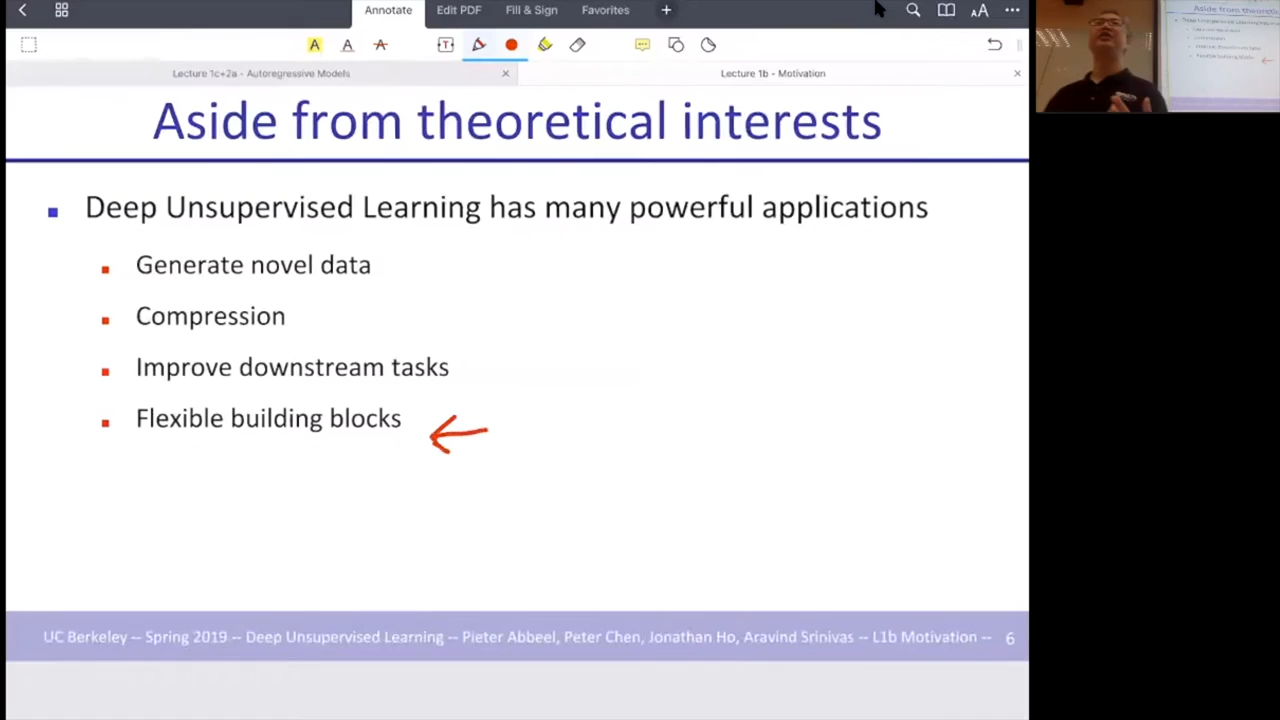 Annotate Edit PDF Fill & Sign Favorites
Lecture 1c+2a - Autoregressive Models
Lecture 1b - Motivation
Aside from theoretical interests
Deep Unsupervised Learning has many powerful applications
Generate novel data
Compression
Improve downstream tasks
Flexible building blocks
UC Berkeley -- Spring 2019 -- Deep Unsupervised Learning -- Pieter Abbeel, Peter Chen, Jonathan Ho, Aravind Srinivas -- L1b Motivation -- 6